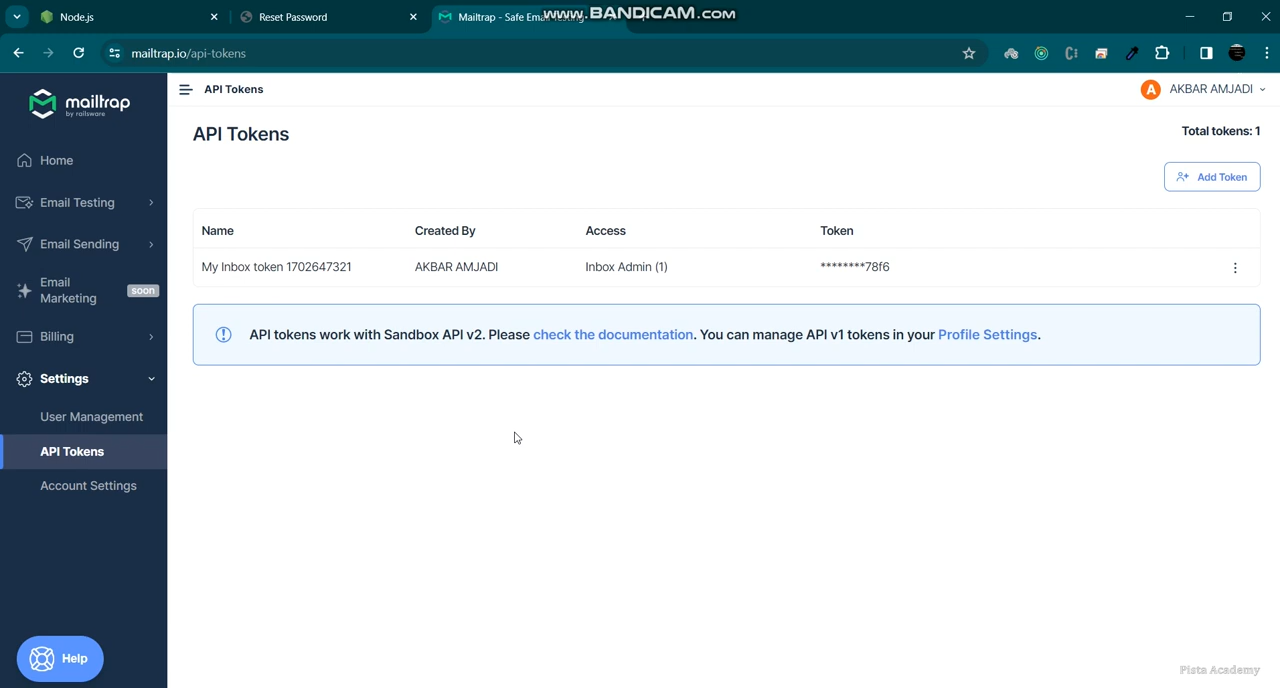 Node.js
Reset Password
Mailtrap - Safe Email Testing
www.BANDICAM.com
mailtrap.io/api-tokens
mailtrap
by railsware
API Tokens
A
AKBAR AMJADI
Home
Email Testing
Email Sending
Email
Marketing
soon
Billing
Settings
User Management
API Tokens
Account Settings
Help
API Tokens
Total tokens: 1
Add Token
Name Created By Access Token
My Inbox token 1702647321 AKBAR AMJADI Inbox Admin (1) ********78f6
API tokens work with Sandbox API v2. Please check the documentation. You can manage API v1 tokens in your Profile Settings.
Pista Academy